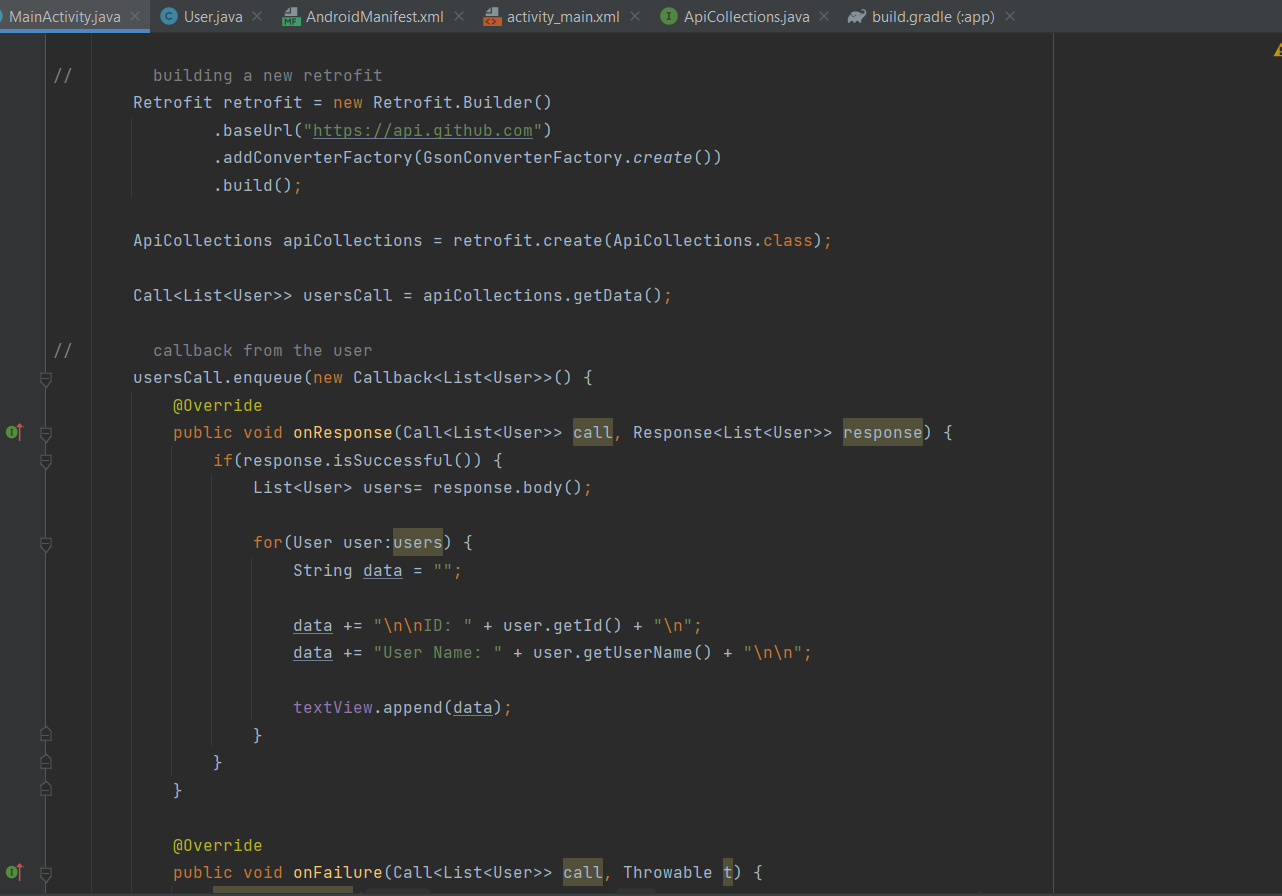 MainActivity.java User.java AndroidManifest.xml activity_main.xml ApiCollections.java build.gradle (:app)
// building a new retrofit
Retrofit retrofit = new Retrofit.Builder()
.baseUrl("https://api.github.com")
.addConverterFactory(GsonConverterFactory.create())
.build();
ApiCollections apiCollections = retrofit.create(ApiCollections.class);
Call<List<User>> usersCall = apiCollections.getData();
// callback from the user
usersCall.enqueue(new Callback<List<User>>() {
@Override
public void onResponse(Call<List<User>> call, Response<List<User>> response) {
if(response.isSuccessful()) {
List<User> users= response.body();
for(User user:users) {
String data = "";
data += "\n\nID: " + user.getId() + "\n";
data += "User Name: " + user.getUserName() + "\n\n";
textView.append(data);
}
}
}
@Override
public void onFailure(Call<List<User>> call, Throwable t) {